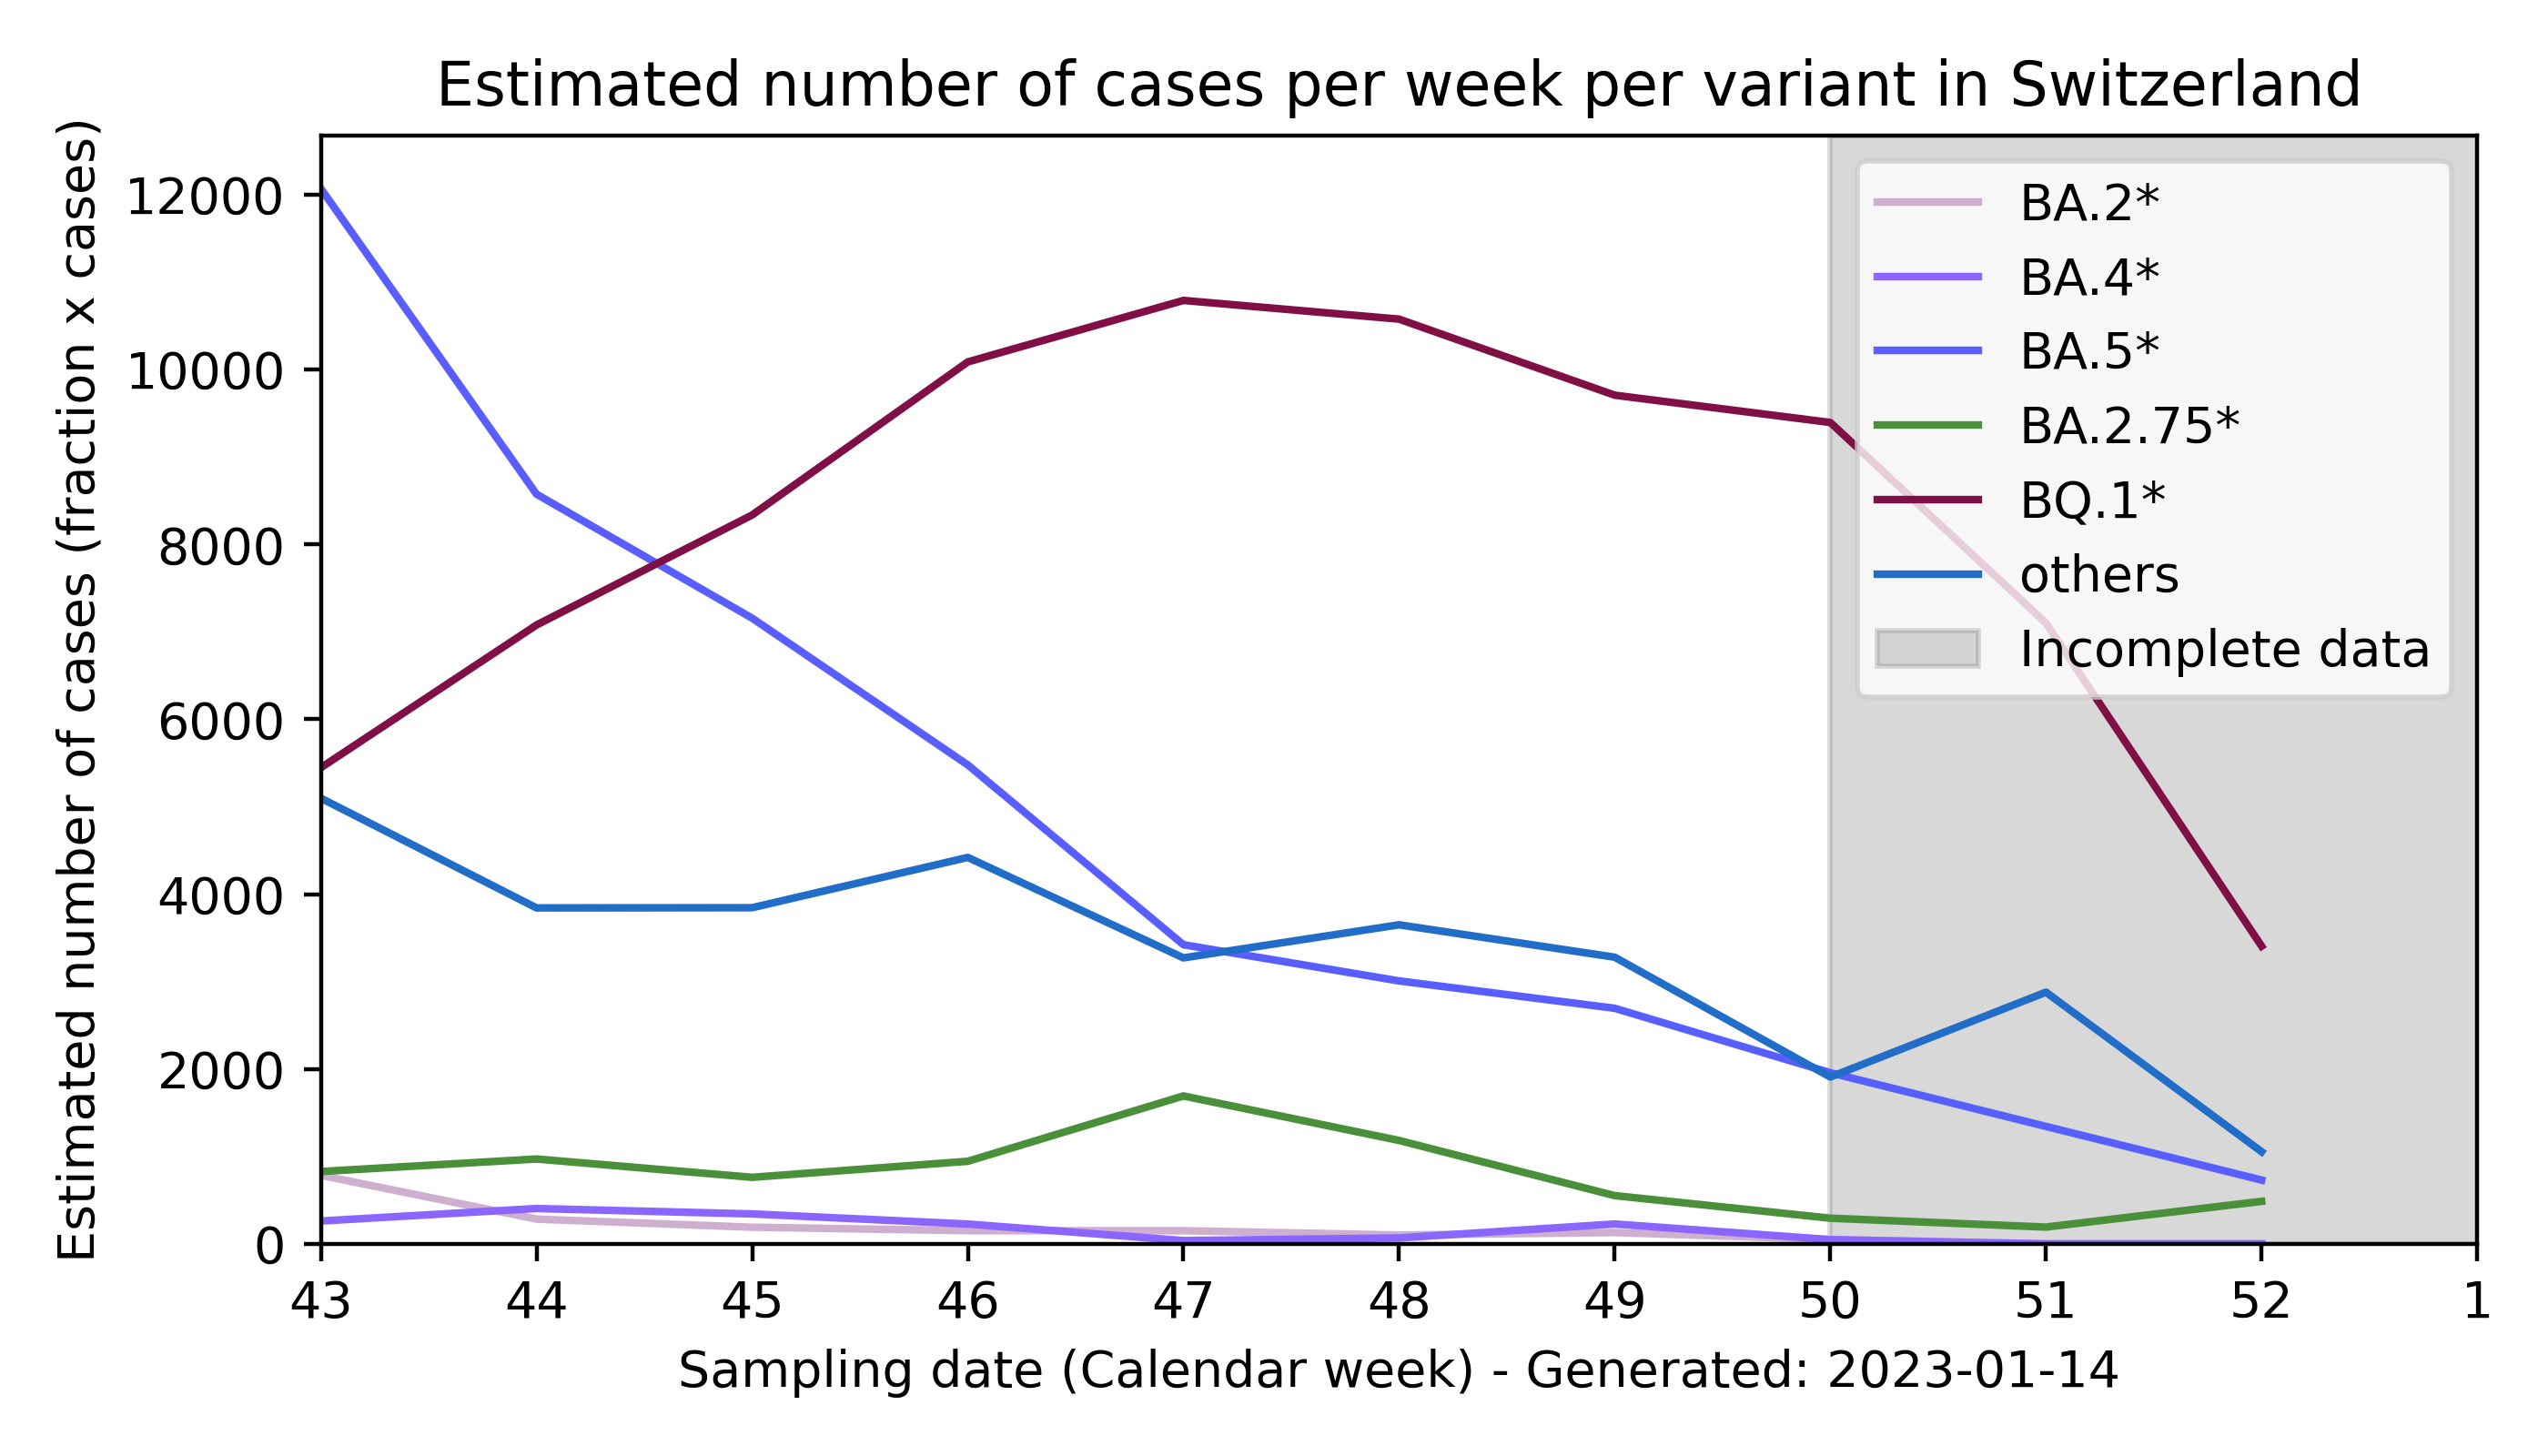 Estimated number of cases per week per variant in Switzerland
Estimated number of cases (fraction x cases)
12000
10000
8000
6000
4000
2000
0
BA.2*
BA.4*
BA.5*
BA.2.75*
BQ.1*
others
Incomplete data
43 44 45 46 47 48 49 50 51 52 1
Sampling date (Calendar week) - Generated: 2023-01-14